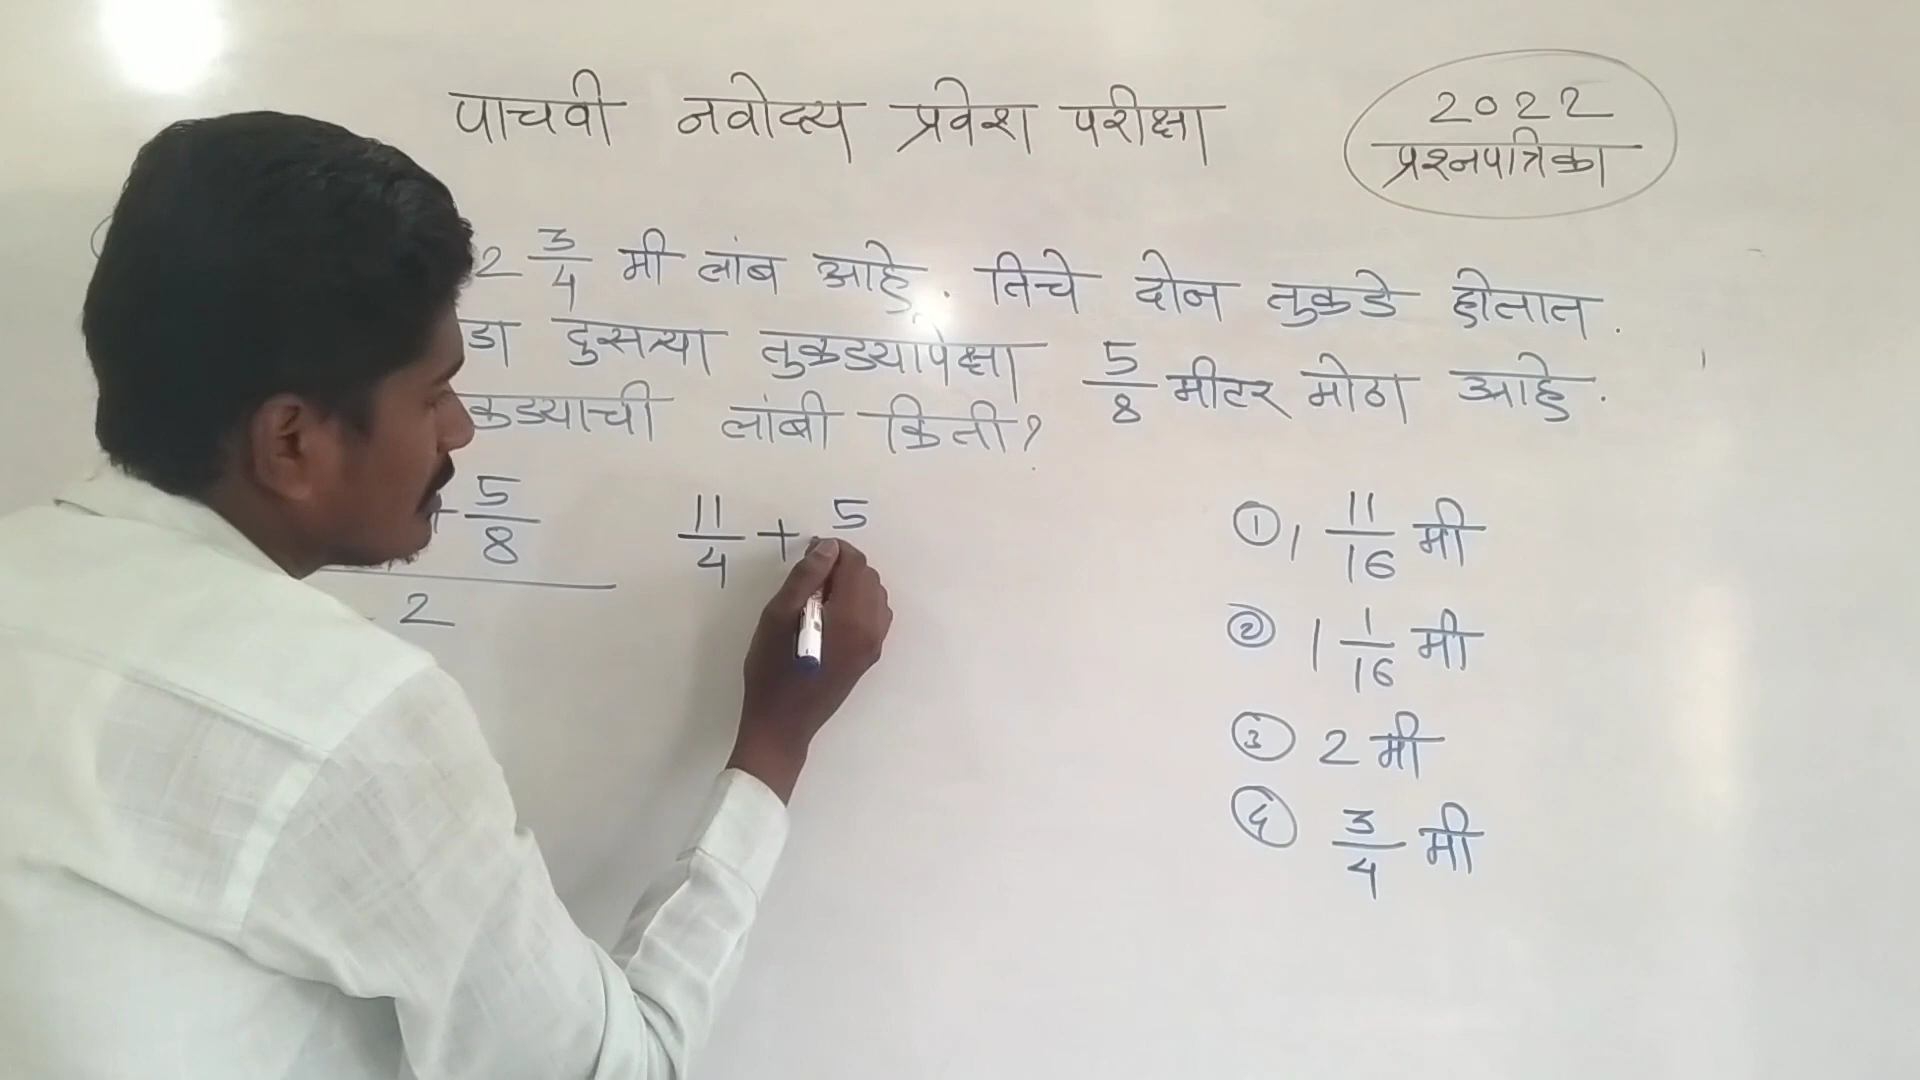 पाचवी नवोदय प्रवेश परीक्षा
2022
प्रश्नपत्रिका
2 3/4 मी लांब आहे. तिचे दोन तुकडे होतात.
डा दुसऱ्या तुकड्यापेक्षा 5/8 मीटर मोठा आहे.
कड्याची लांबी किती?
+ 5/8
2
11/4 + 5
① 1 11/16 मी
② 1 1/16 मी
③ 2 मी
④ 3/4 मी